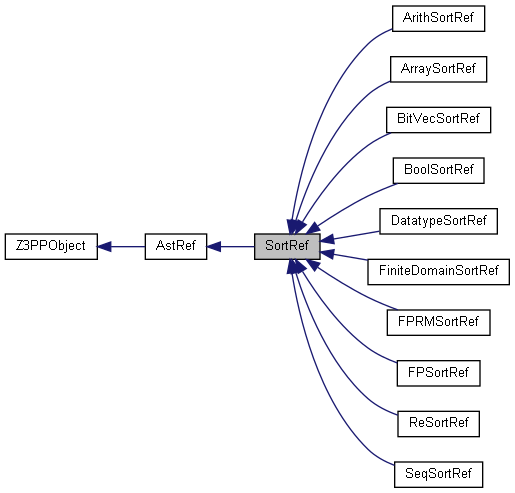 ArithSortRef
ArraySortRef
BitVecSortRef
BoolSortRef
DatatypeSortRef
Z3PPObject
AstRef
SortRef
FiniteDomainSortRef
FPRMSortRef
FPSortRef
ReSortRef
SeqSortRef